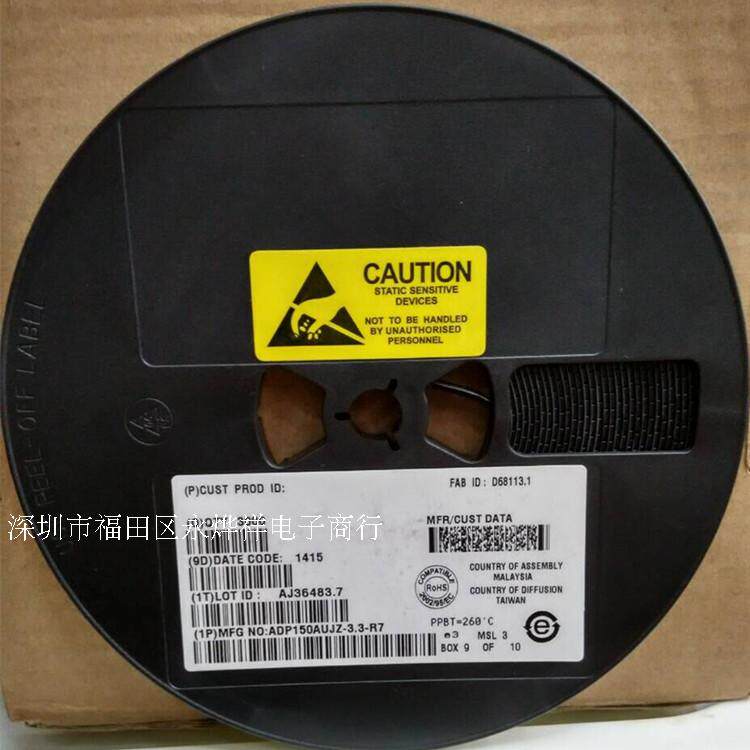 CAUTION
STATIC SENSITIVE
DEVICES
NOT TO BE HANDLED
BY UNAUTHORISED
PERSONNEL
PEEL-OFF LABEL
(P)CUST PROD ID:
FAB ID : D68113.1
深圳市福田区永烨祥电子商行
MFR/CUST DATA
(9D)DATE CODE: 1415
COUNTRY OF ASSEMBLY
MALAYSIA
COUNTRY OF DIFFUSION
TAIWAN
COMPATIBLE
RoHS
2002/95/EC
(1T)LOT ID : AJ36483.7
PPBT=260°C
(1P)MFG NO:ADP150AUJZ-3.3-R7
e3 MSL 3
BOX 9 OF 10
e